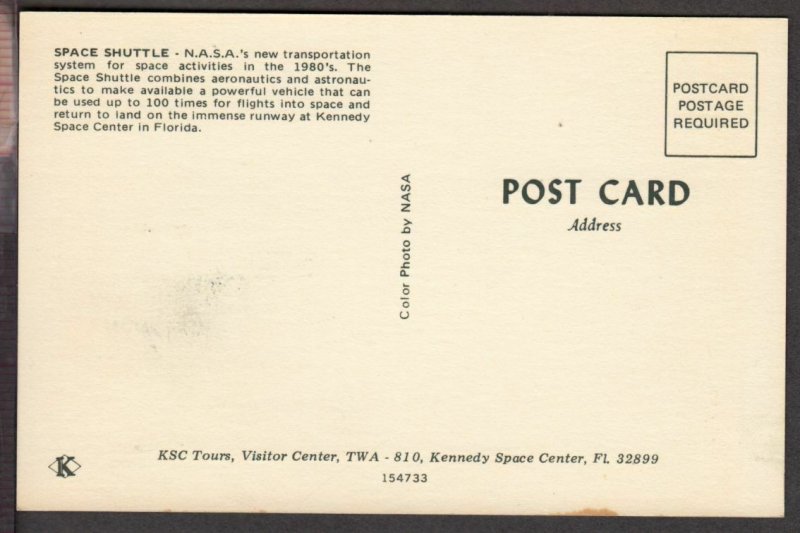 SPACE SHUTTLE - N.A.S.A.'s new transportation
system for space activities in the 1980's. The
Space Shuttle combines aeronautics and astronau-
tics to make available a powerful vehicle that can
be used up to 100 times for flights into space and
return to land on the immense runway at Kennedy
Space Center in Florida.
POSTCARD
POSTAGE
REQUIRED
Color Photo by NASA
POST CARD
Address
K
KSC Tours, Visitor Center, TWA - 810, Kennedy Space Center, Fl. 32899
154733